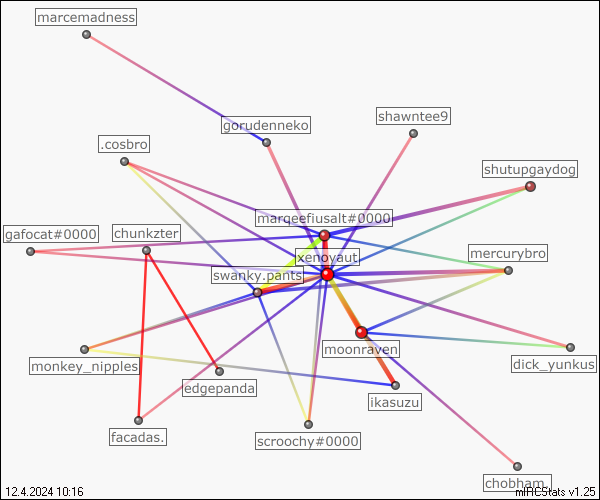 marcemadness
shawntee9
gorudenneko
.cosbro
shutupgaydog
marqeefiusalt#0000
gafocat#0000
chunkzter
mercurybro
xenoyaut
swanky.pants
moonraven
monkey_nipples
dick_yunkus
edgepanda
ikasuzu
facadas.
scroochy#0000
chobham.
12.4.2024 10:16
mIRCStats v1.25